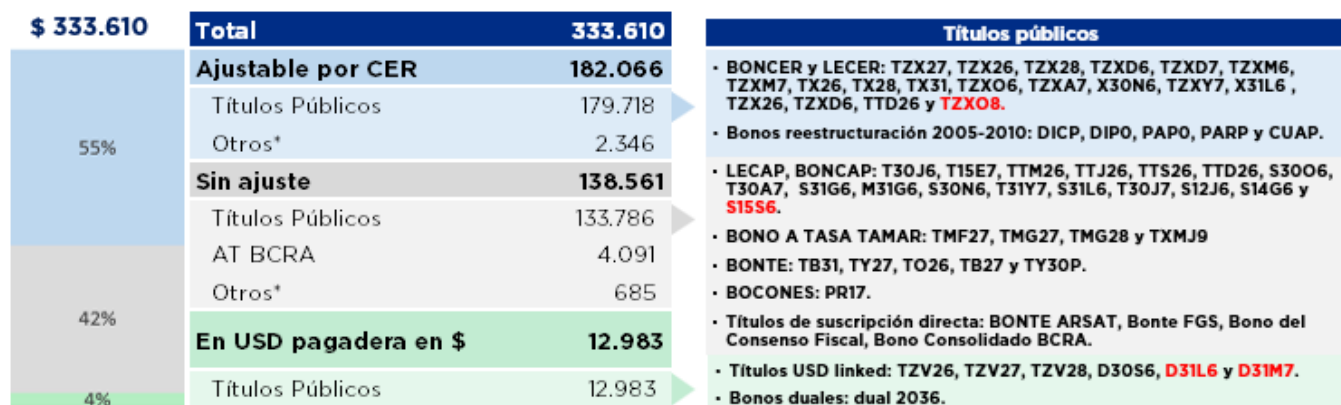 $ 333.610
55%
42%
4%
Total 333.610
Ajustable por CER 182.066
Títulos Públicos 179.718
Otros* 2.346
Sin ajuste 138.561
Títulos Públicos 133.786
AT BCRA 4.091
Otros* 685
En USD pagadera en $ 12.983
Títulos Públicos 12.983
Títulos públicos
• BONCER y LECER: TZX27, TZX26, TZX28, TZXD6, TZXD7, TZXM6,
TZXM7, TX26, TX28, TX31, TZXO6, TZXA7, X30N6, TZXY7, X31L6 ,
TZX26, TZXD6, TTD26 y TZXO8.
• Bonos reestructuración 2005-2010: DICP, DIP0, PAP0, PARP y CUAP.
• LECAP, BONCAP: T30J6, T15E7, TTM26, TTJ26, TTS26, TTD26, S30O6,
T30A7, S31G6, M31G6, S30N6, T31Y7, S31L6, T30J7, S12J6, S14G6 y
S15S6.
• BONO A TASA TAMAR: TMF27, TMG27, TMG28 y TXMJ9
• BONTE: TB31, TY27, TO26, TB27 y TY30P.
• BOCONES: PR17.
• Títulos de suscripción directa: BONTE ARSAT, Bonte FGS, Bono del
Consenso Fiscal, Bono Consolidado BCRA.
• Títulos USD linked: TZV26, TZV27, TZV28, D30S6, D31L6 y D31M7.
• Bonos duales: dual 2036.